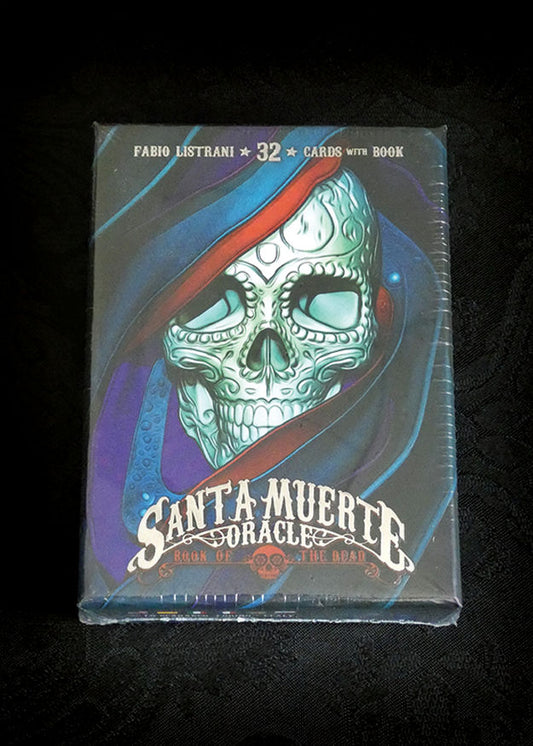 FABIO LISTRANI ★ 32 ★ CARDS WITH BOOK
SANTA MUERTE
ORACLE
BOOK OF THE DEAD